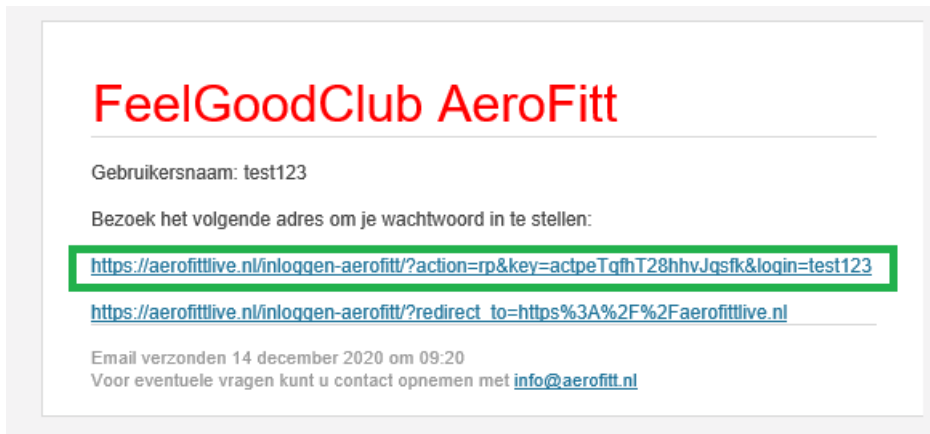 FeelGoodClub AeroFitt
Gebruikersnaam: test123
Bezoek het volgende adres om je wachtwoord in te stellen:
https://aerofittlive.nl/inloggen-aerofitt/?action=rp&key=actpeTqfhT28hhvJqsfk&login=test123
https://aerofittlive.nl/inloggen-aerofitt/?redirect_to=https%3A%2F%2Faerofittlive.nl
Email verzonden 14 december 2020 om 09:20
Voor eventuele vragen kunt u contact opnemen met info@aerofitt.nl